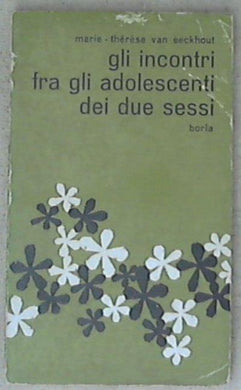 marie - thérèse van eeckhout
gli incontri
fra gli adolescenti
dei due sessi
borla